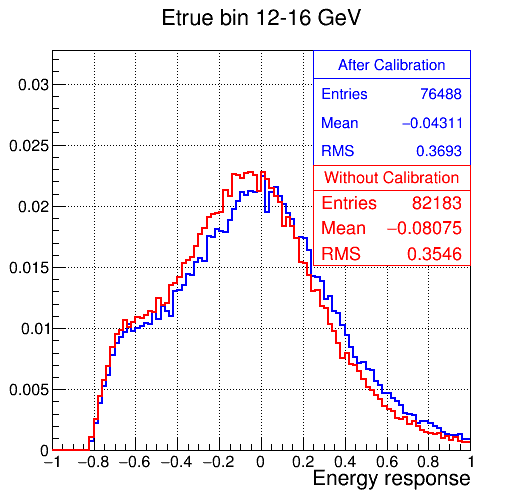 Etrue bin 12-16 GeV
After Calibration
Entries 76488
Mean −0.04311
RMS 0.3693
Without Calibration
Entries 82183
Mean −0.08075
RMS 0.3546
0.03
0.025
0.02
0.015
0.01
0.005
0
−1 −0.8 −0.6 −0.4 −0.2 0 0.2 0.4 0.6 0.8 1
Energy response